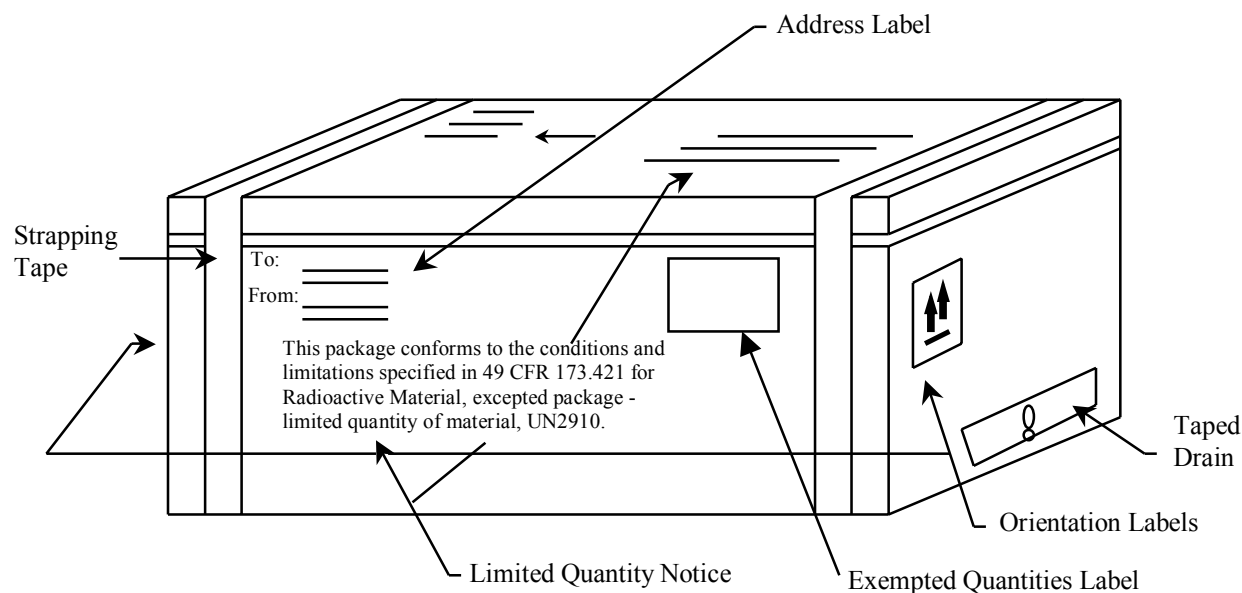 Address Label
Strapping
Tape
To:
From:
This package conforms to the conditions and
limitations specified in 49 CFR 173.421 for
Radioactive Material, excepted package -
limited quantity of material, UN2910.
Taped
Drain
Orientation Labels
Limited Quantity Notice
Exempted Quantities Label